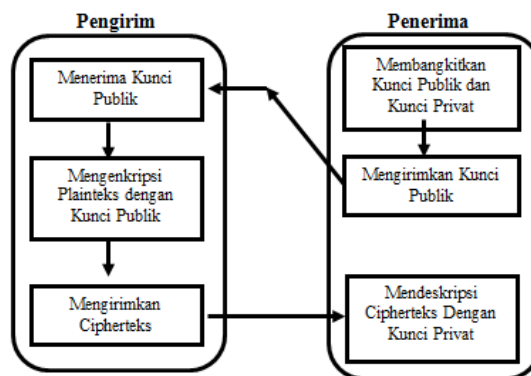 Pengirim
Menerima Kunci
Publik
Mengenkripsi
Plainteks dengan
Kunci Publik
Mengirimkan
Cipherteks
Penerima
Membangkitkan
Kunci Publik dan
Kunci Privat
Mengirimkan Kunci
Publik
Mendeskripsi
Cipherteks Dengan
Kunci Privat